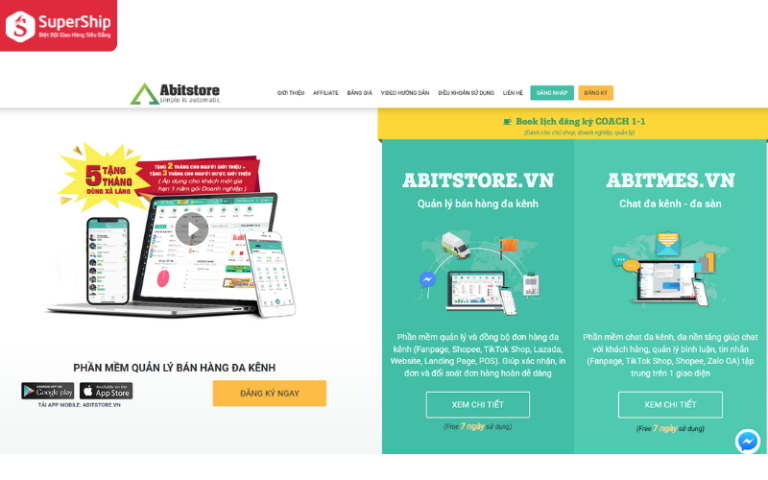 SuperShip
Biệt Đội Giao Hàng Siêu Đẳng
Abitstore
simple is automatic
GIỚI THIỆU
AFFILIATE
BẢNG GIÁ
VIDEO HƯỚNG DẪN
ĐIỀU KHOẢN SỬ DỤNG
LIÊN HỆ
ĐĂNG NHẬP
ĐĂNG KÝ
5 TẶNG
THÁNG
DÙNG XẢ LÁNG
TẶNG 2 THÁNG CHO NGƯỜI GIỚI THIỆU +
TẶNG 3 THÁNG CHO NGƯỜI ĐƯỢC GIỚI THIỆU
( Áp dụng cho khách mới gia
hạn 1 năm gói Doanh nghiệp )
PHẦN MỀM QUẢN LÝ BÁN HÀNG ĐA KÊNH
ANDROID APP ON
Google play
Available on the
App Store
TẢI APP MOBILE: ABITSTORE.VN
ĐĂNG KÝ NGAY
Book lịch đăng ký COACH 1-1
(Dành cho chủ shop, doanh nghiệp, quản lý)
ABITSTORE.VN
Quản lý bán hàng đa kênh
Phần mềm quản lý và đồng bộ đơn hàng đa
kênh (Fanpage, Shopee, TikTok Shop, Lazada,
Website, Landing Page, POS). Giúp xác nhận, in
đơn và đối soát đơn hàng hoàn dễ dàng
XEM CHI TIẾT
(Free 7 ngày sử dụng)
ABITMES.VN
Chat đa kênh - đa sàn
Phần mềm chat đa kênh, đa nền tảng giúp chat
với khách hàng, quản lý bình luận, tin nhắn
(Fanpage, TikTok Shop, Shopee, Zalo OA) tập
trung trên 1 giao diện
XEM CHI TIẾT
(Free 7 ngày sử dụng)